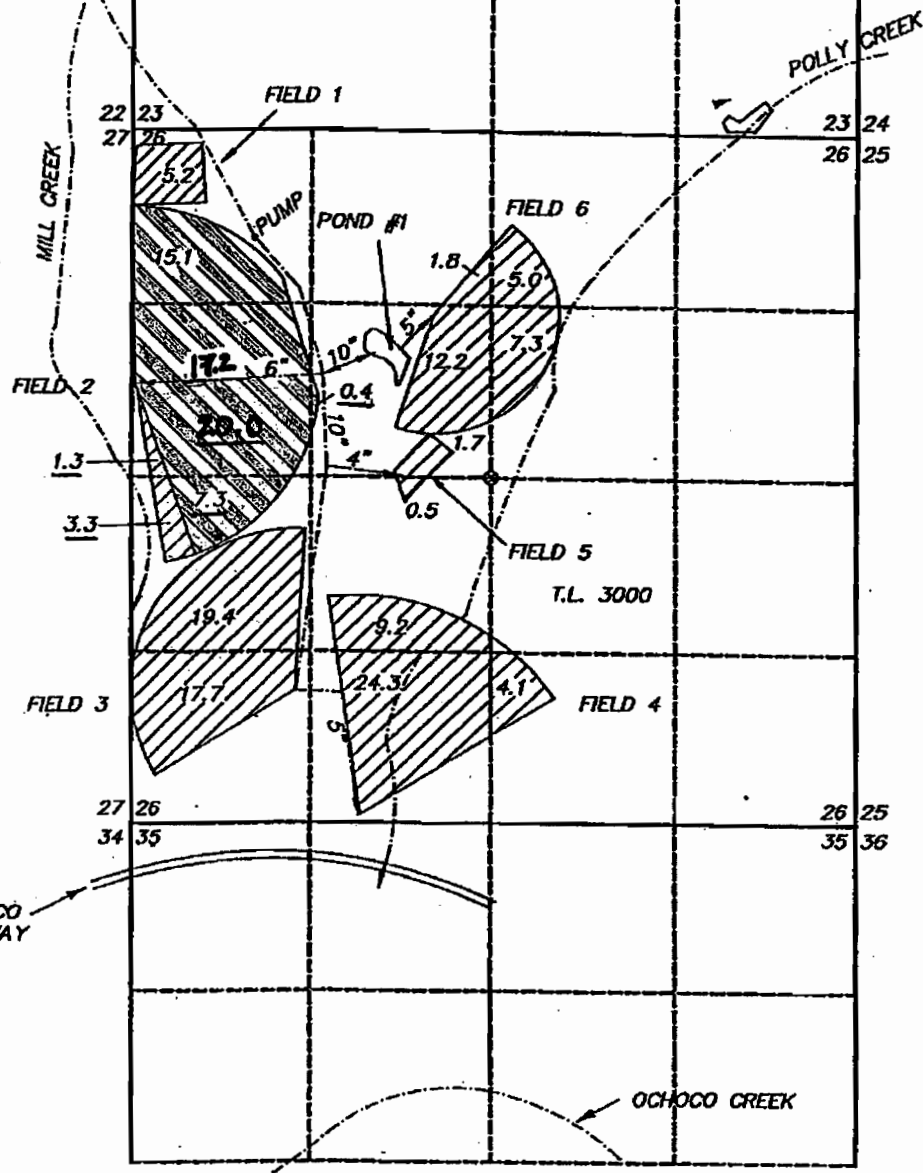 POLLY CREEK
FIELD 1
22 23
27 26
23 24
26 25
MILL CREEK
5.2
PUMP
POND #1
FIELD 6
15.1
1.8
5.0
5"
10"
17.2
6"
12.2
7.3
FIELD 2
0.4
20.0
10"
1.3
4"
1.7
7.3
0.5
3.3
FIELD 5
T.L. 3000
19.4
9.2
24.3
4.1
FIELD 3
17.7
FIELD 4
5"
27 26
34 35
26 25
35 36
CO
WAY
OCHOCO CREEK